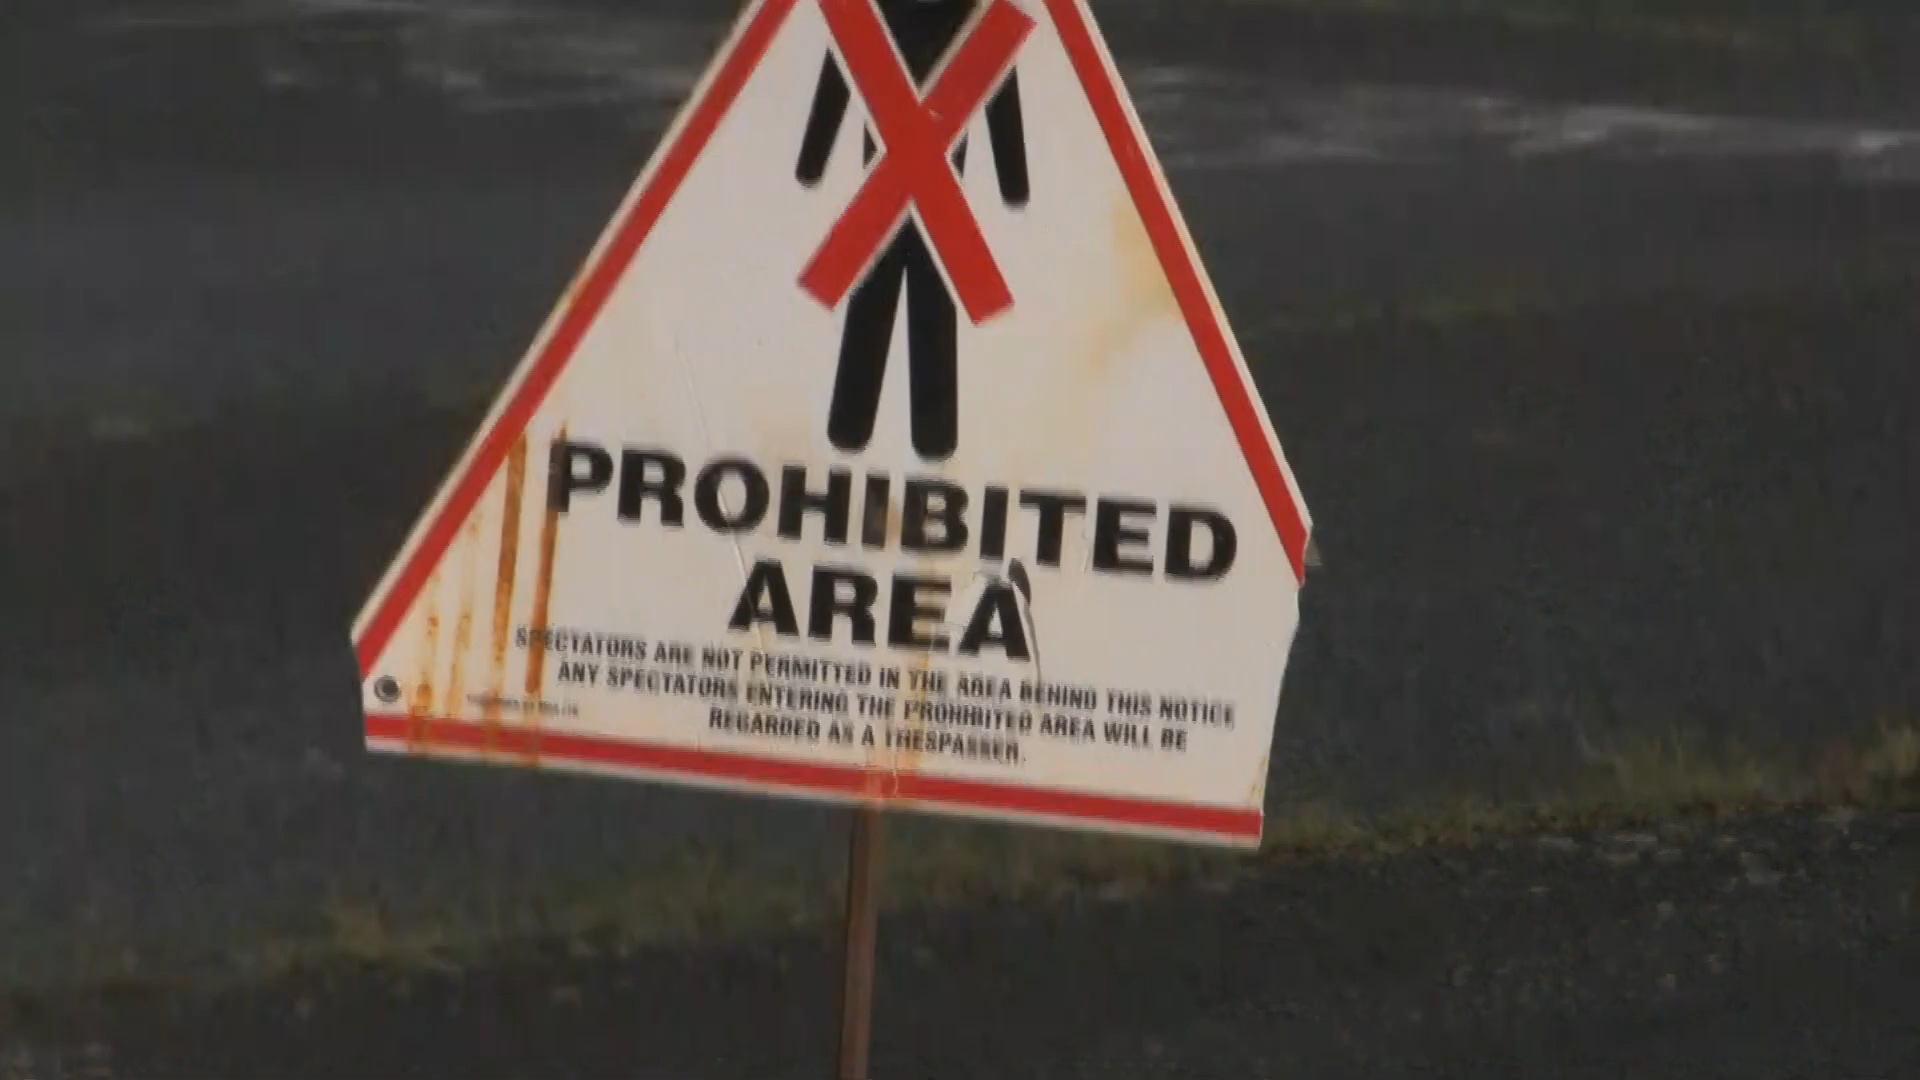 PROHIBITED
AREA
SPECTATORS ARE NOT PERMITTED IN THE AREA BEHIND THIS NOTICE
ANY SPECTATORS ENTERING THE PROHIBITED AREA WILL BE
REGARDED AS A TRESPASSER.